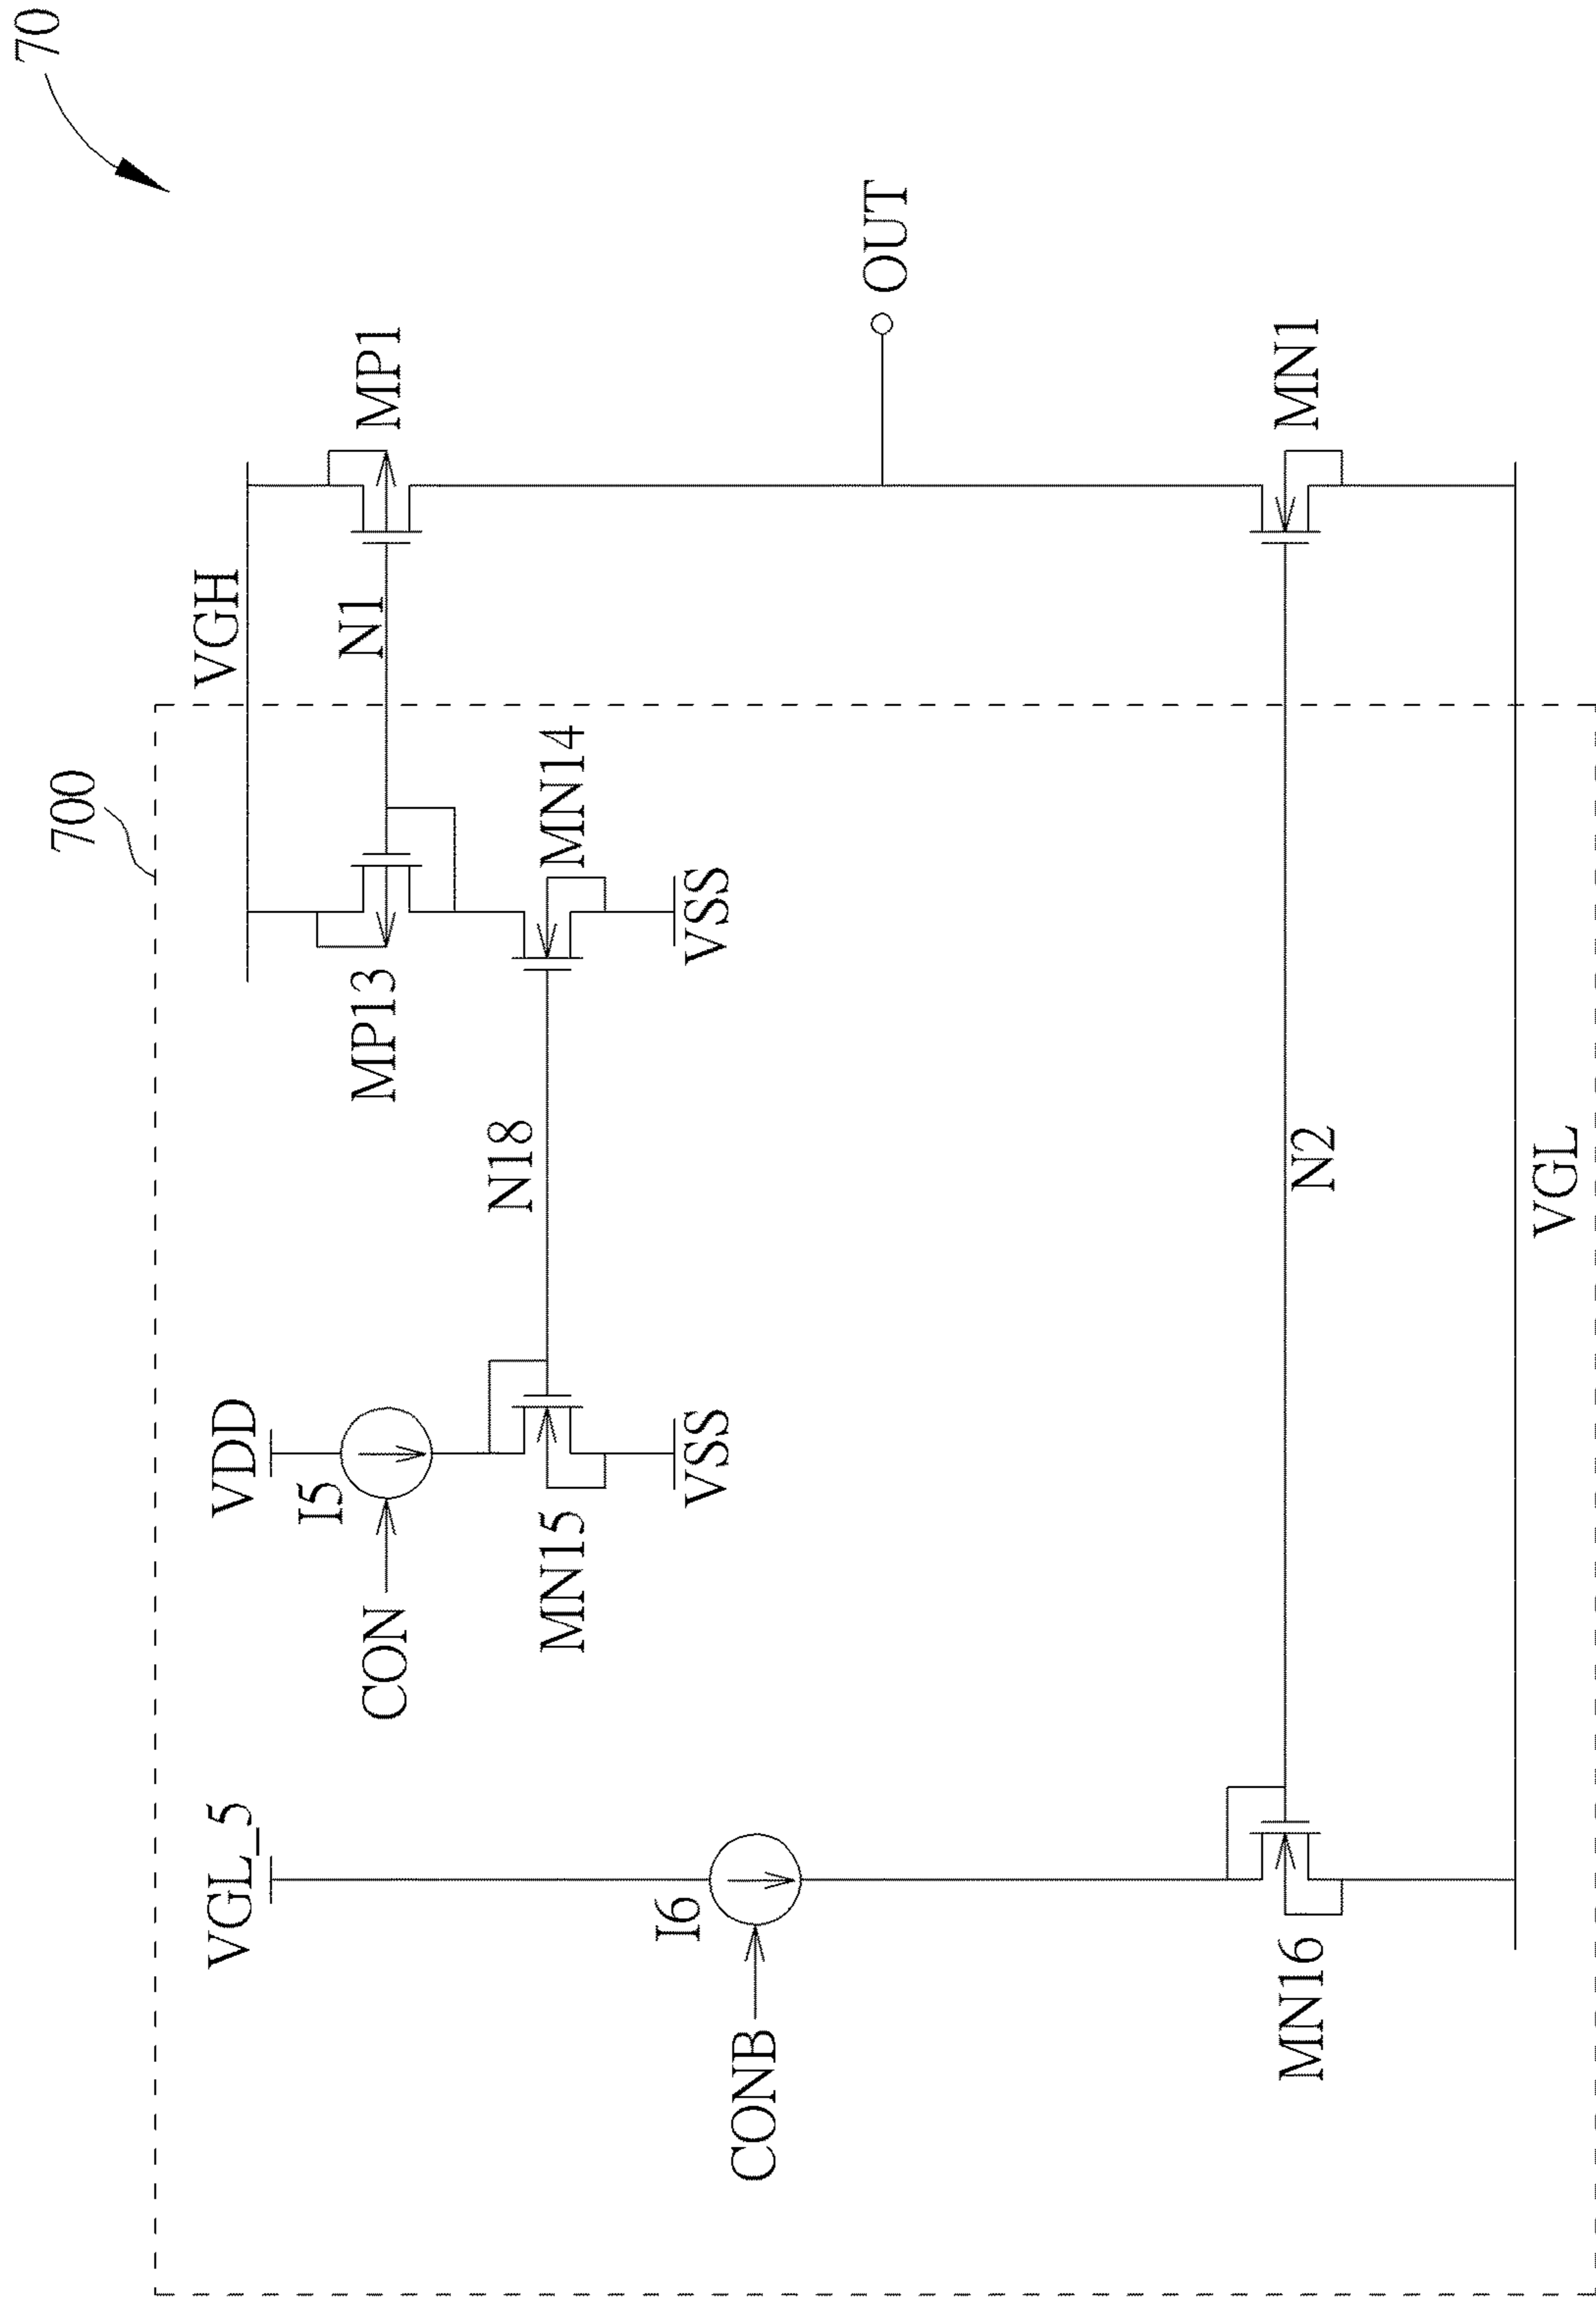 70
700
VGL_5
VDD
VGH
I5
CON
MP13
N1
MP1
N18
MN15
MN14
VSS
VSS
I6
CONB
OUT
MN16
N2
MN1
VGL